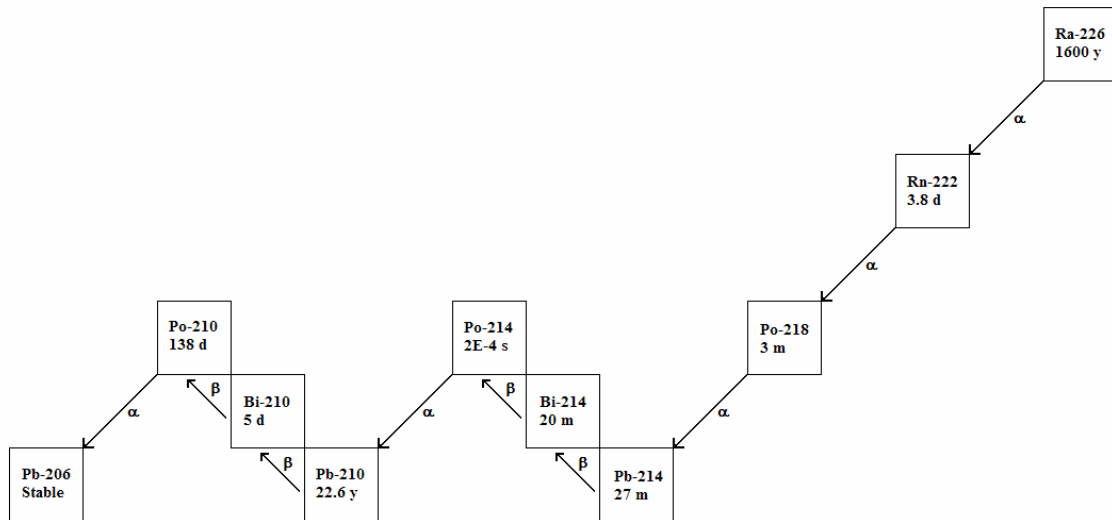 Ra-226
1600 y
α
Rn-222
3.8 d
α
Po-218
3 m
α
Po-210
138 d
Po-214
2E-4 s
β
Bi-210
5 d
α
β
Bi-214
20 m
α
β
Pb-206
Stable
Pb-210
22.6 y
β
Pb-214
27 m